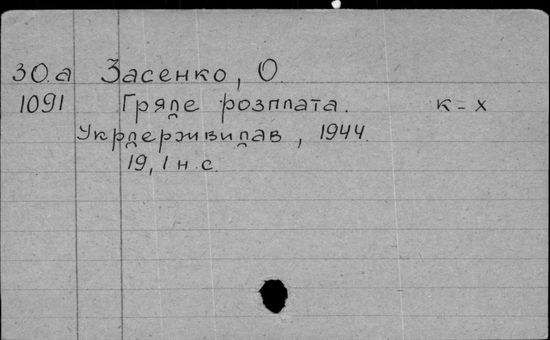 30.а Засенко, О.
1091 Гряде розплата. к=х
Укрдержвидав, 1944.
19, 1 н.с.